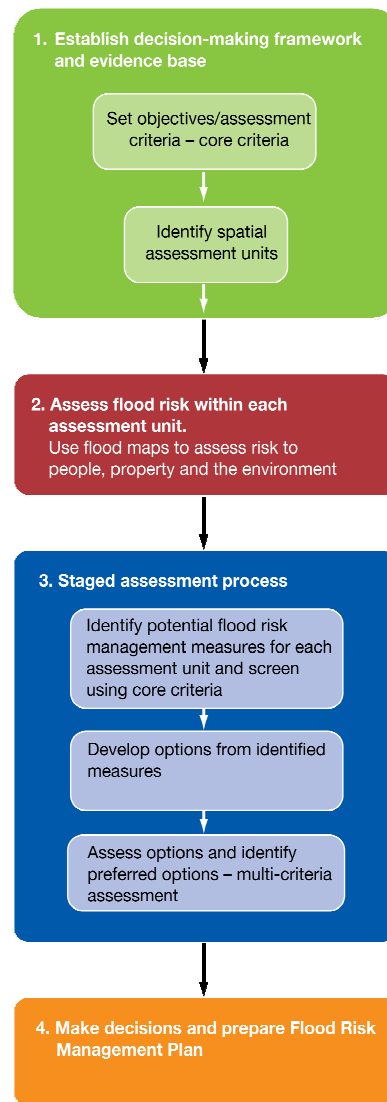 1. Establish decision-making framework
and evidence base
Set objectives/assessment
criteria – core criteria
Identify spatial
assessment units
2. Assess flood risk within each
assessment unit.
Use flood maps to assess risk to
people, property and the environment
3. Staged assessment process
Identify potential flood risk
management measures for each
assessment unit and screen
using core criteria
Develop options from identified
measures
Assess options and identify
preferred options – multi-criteria
assessment
4. Make decisions and prepare Flood Risk
Management Plan